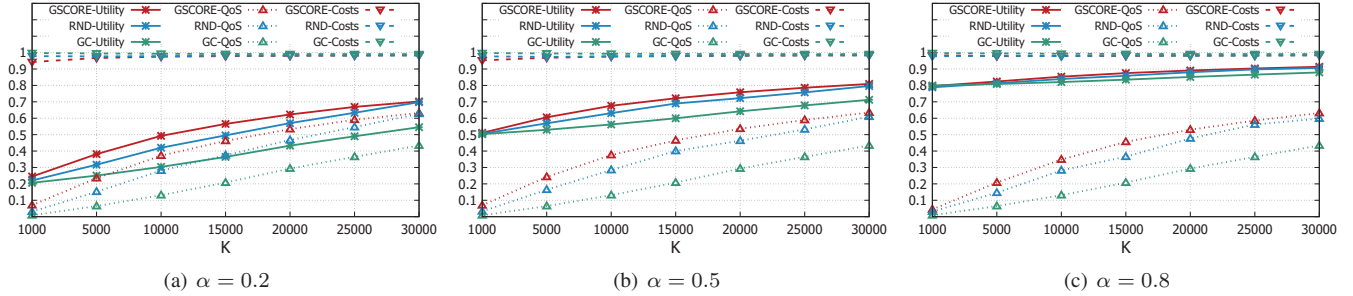 GSCORE-Utility GSCORE-QoS GSCORE-Costs
RND-Utility RND-QoS RND-Costs
GC-Utility GC-QoS GC-Costs
1
0.9
0.8
0.7
0.6
0.5
0.4
0.3
0.2
0.1
1000 5000 10000 15000 20000 25000 30000
K
(a) α = 0.2
GSCORE-Utility GSCORE-QoS GSCORE-Costs
RND-Utility RND-QoS RND-Costs
GC-Utility GC-QoS GC-Costs
1
0.9
0.8
0.7
0.6
0.5
0.4
0.3
0.2
0.1
1000 5000 10000 15000 20000 25000 30000
K
(b) α = 0.5
GSCORE-Utility GSCORE-QoS GSCORE-Costs
RND-Utility RND-QoS RND-Costs
GC-Utility GC-QoS GC-Costs
1
0.9
0.8
0.7
0.6
0.5
0.4
0.3
0.2
0.1
1000 5000 10000 15000 20000 25000 30000
K
(c) α = 0.8